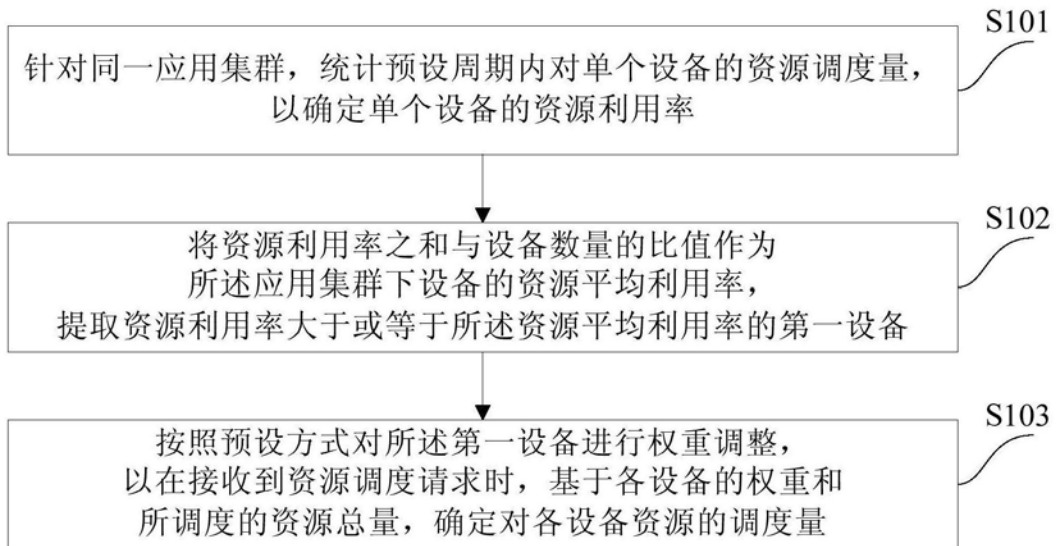 S101
针对同一应用集群，统计预设周期内对单个设备的资源调度量，
以确定单个设备的资源利用率
S102
将资源利用率之和与设备数量的比值作为
所述应用集群下设备的资源平均利用率，
提取资源利用率大于或等于所述资源平均利用率的第一设备
S103
按照预设方式对所述第一设备进行权重调整，
以在接收到资源调度请求时，基于各设备的权重和
所调度的资源总量，确定对各设备资源的调度量